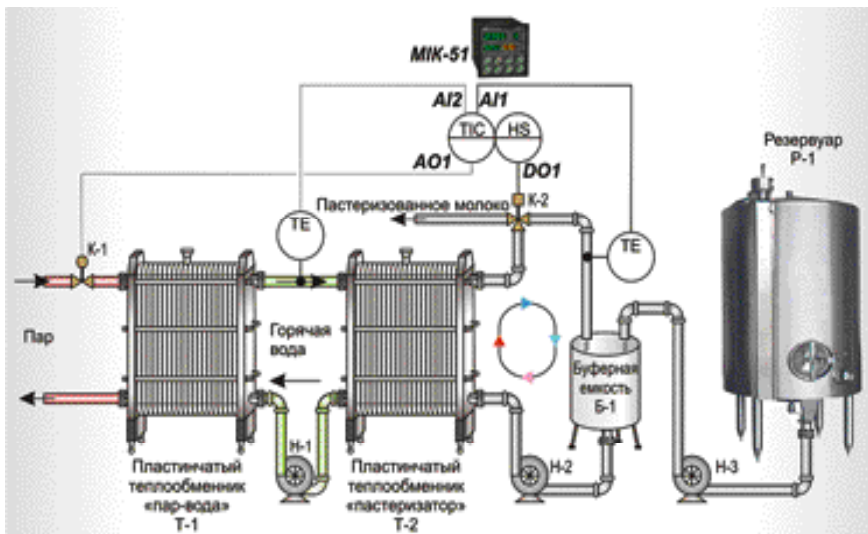 МІК-51
AI2 AI1
TIC HS
AO1 DO1
К-2
Пастеризованное молоко
TE
TE
К-1
Резервуар
Р-1
Пар
Горячая
вода
Буферная
емкость
Б-1
Н-1
Н-2
Н-3
Пластинчатый
теплообменник
«пар-вода»
Т-1
Пластинчатый
теплообменник
«пастеризатор»
Т-2